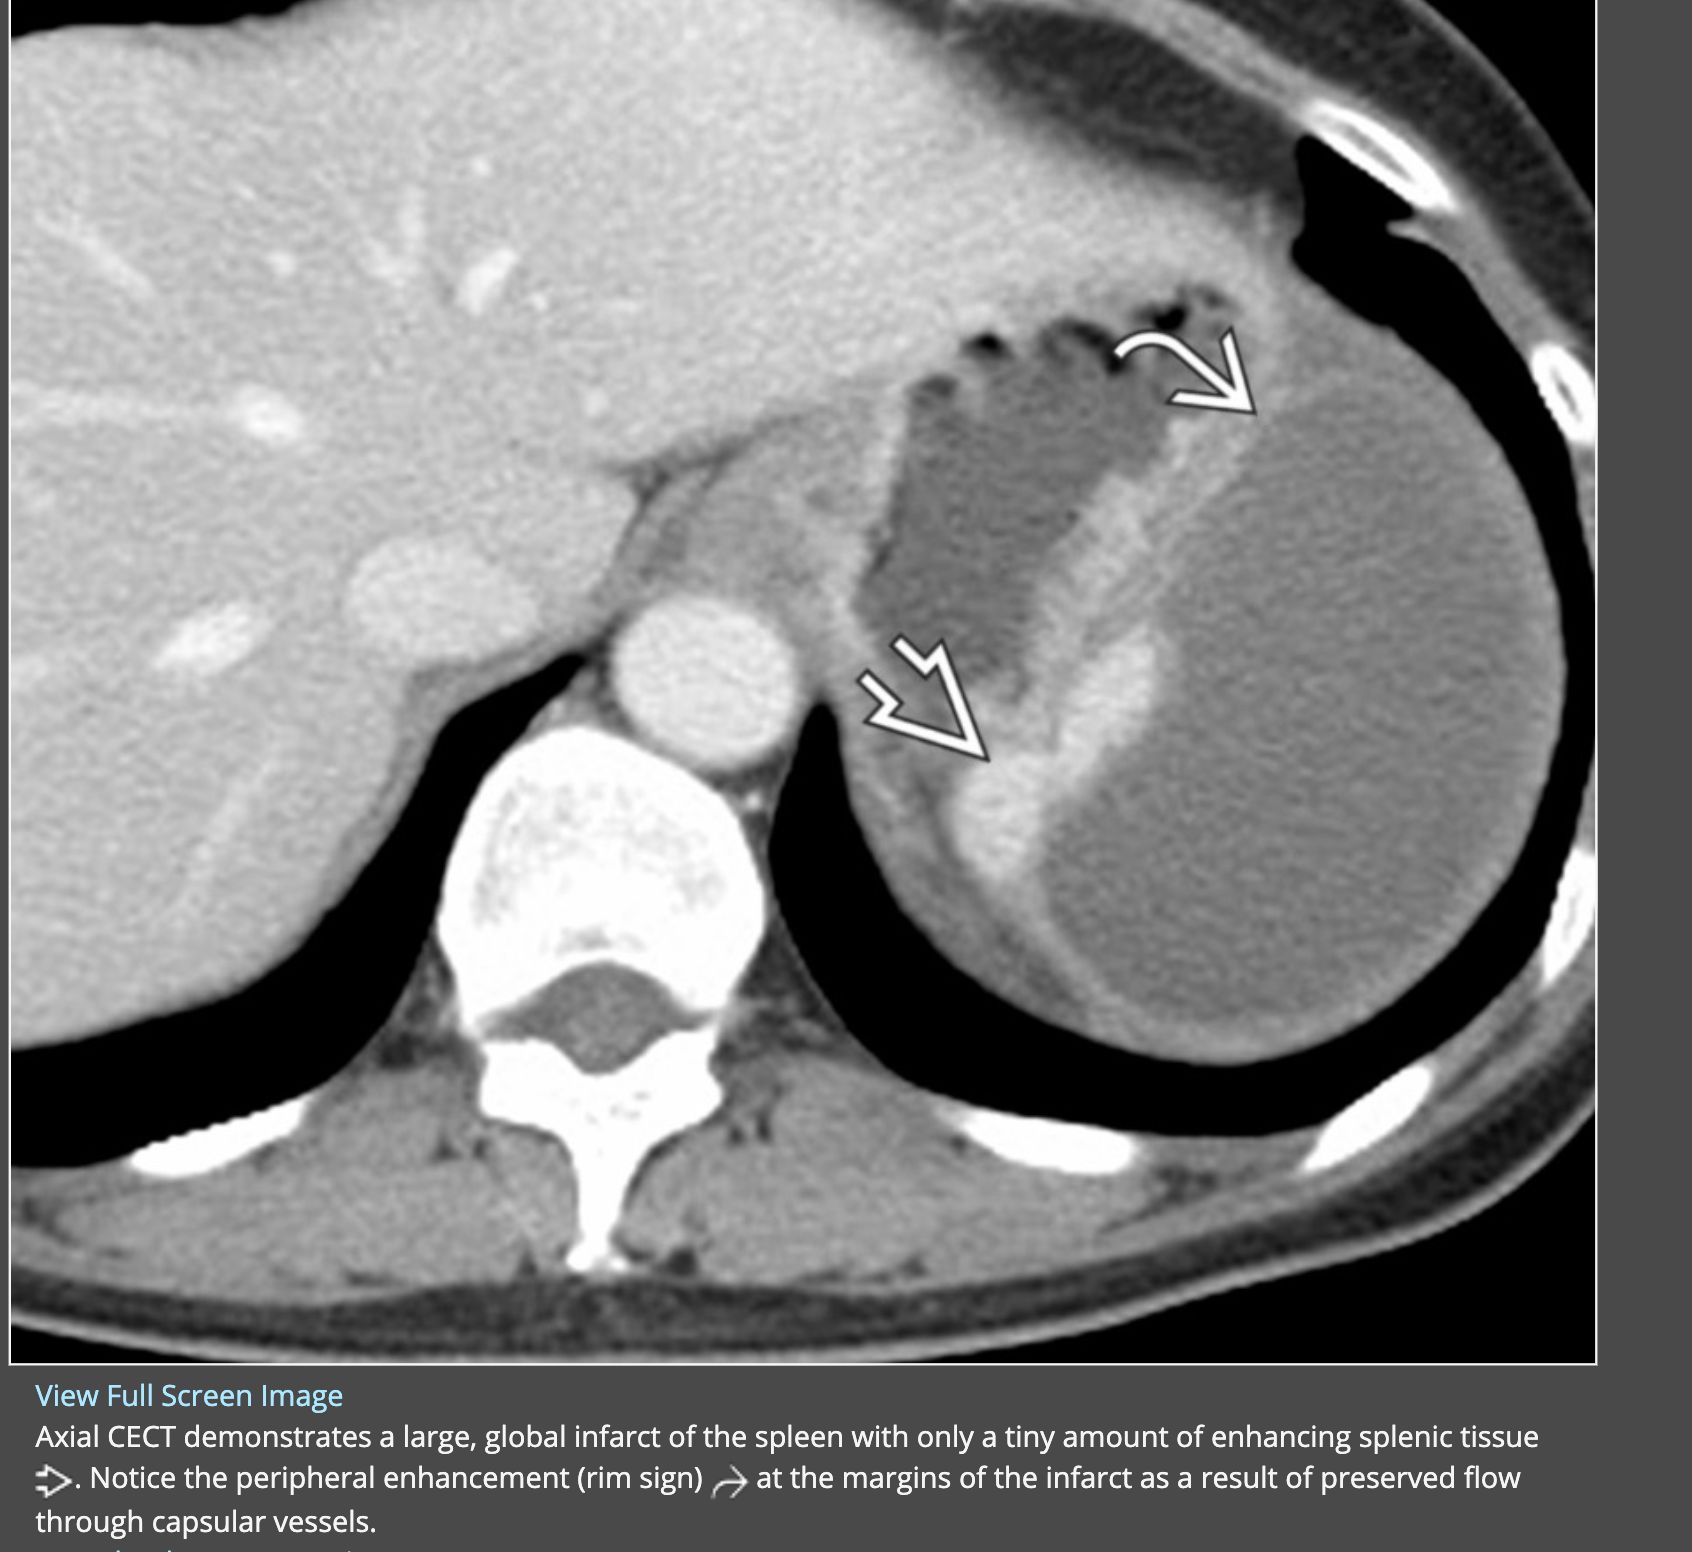 View Full Screen Image
Axial CECT demonstrates a large, global infarct of the spleen with only a tiny amount of enhancing splenic tissue
. Notice the peripheral enhancement (rim sign) at the margins of the infarct as a result of preserved flow
through capsular vessels.